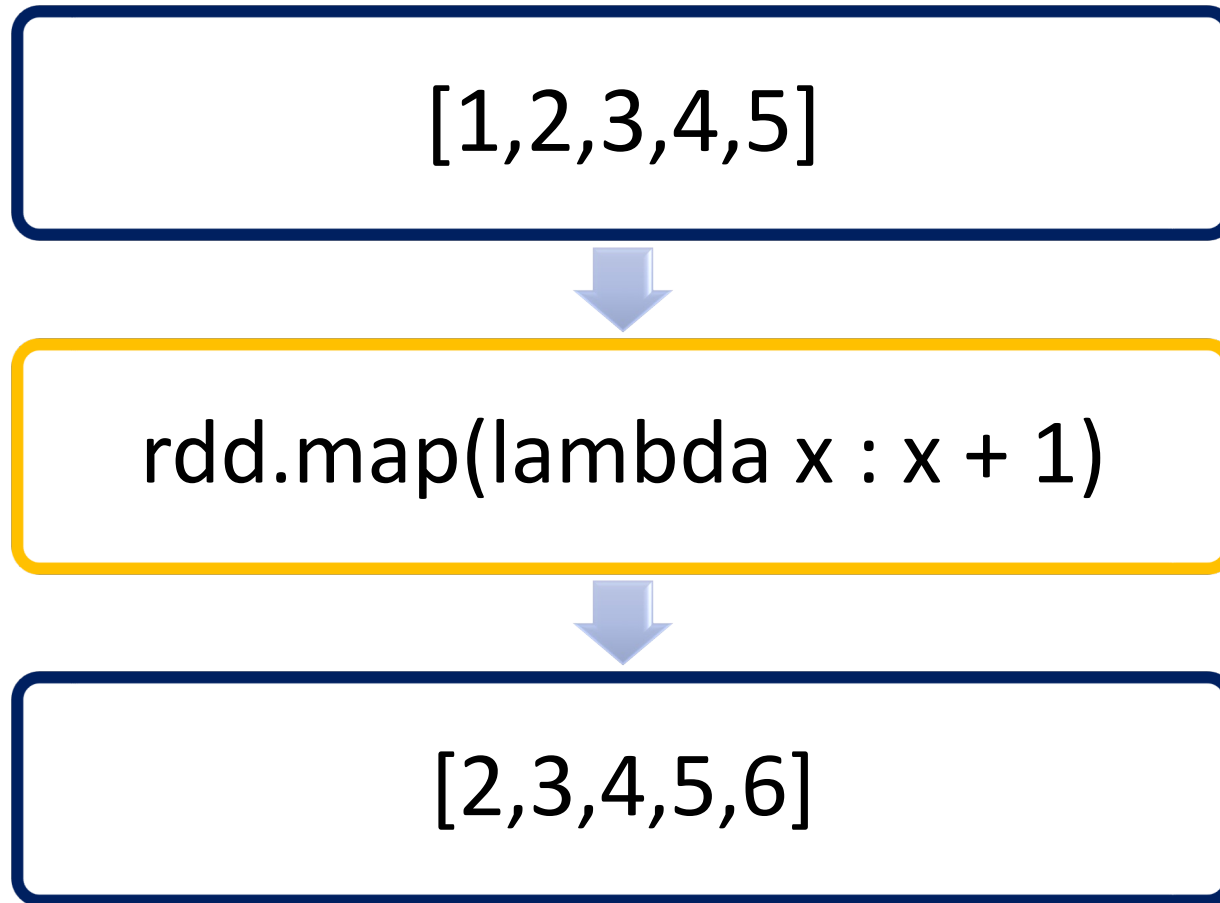 [1,2,3,4,5]
rdd.map(lambda x : x + 1)
[2,3,4,5,6]